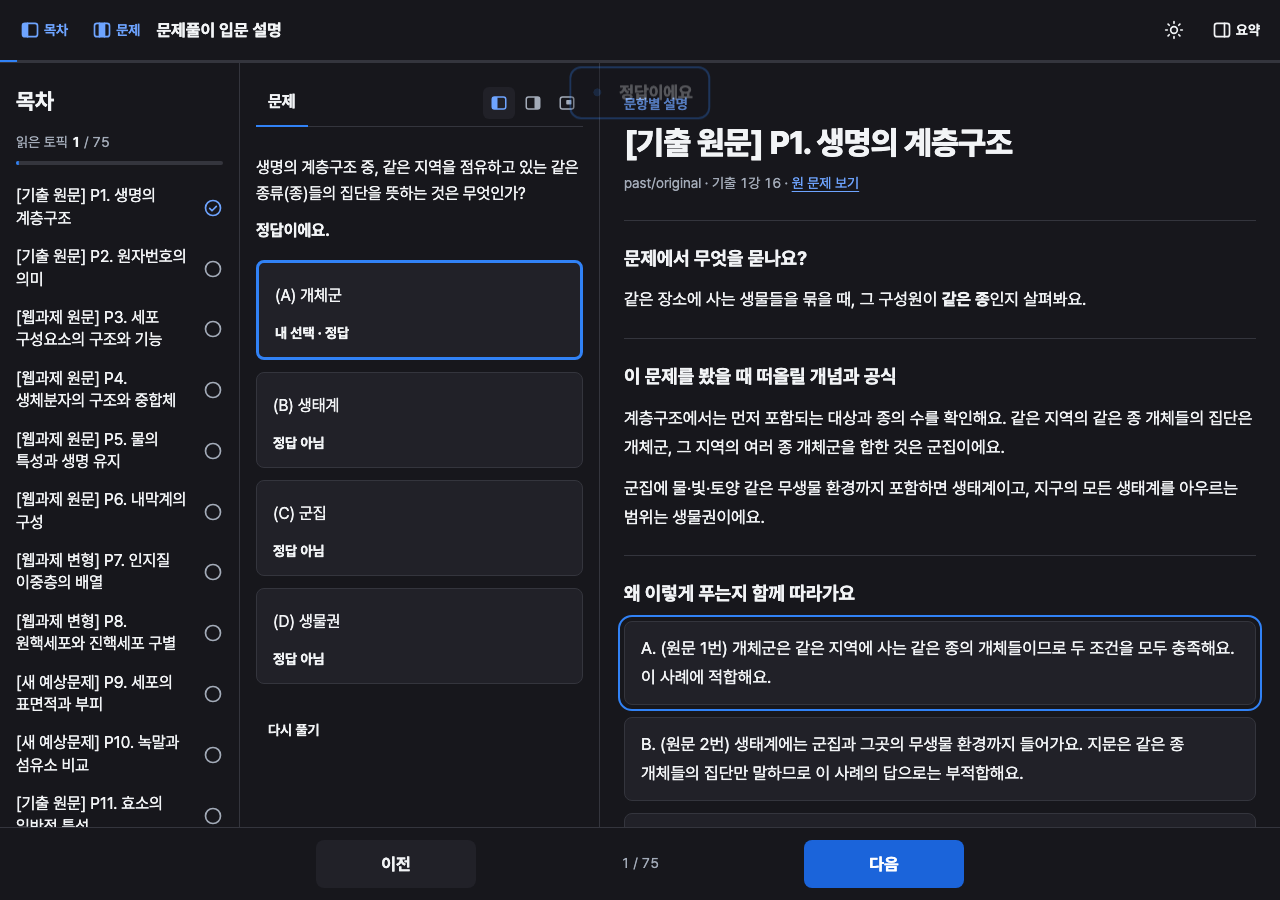 목차
문제
문제풀이 입문 설명
요약
목차
읽은 토픽 1 / 75
[기출 원문] P1. 생명의
계층구조
[기출 원문] P2. 원자번호의
의미
[웹과제 원문] P3. 세포
구성요소의 구조와 기능
[웹과제 원문] P4.
생체분자의 구조와 중합체
[웹과제 원문] P5. 물의
특성과 생명 유지
[웹과제 원문] P6. 내막계의
구성
[웹과제 변형] P7. 인지질
이중층의 배열
[웹과제 변형] P8.
원핵세포와 진핵세포 구별
[새 예상문제] P9. 세포의
표면적과 부피
[새 예상문제] P10. 녹말과
섬유소 비교
[기출 원문] P11. 효소의
일반적 특성
문제
생명의 계층구조 중, 같은 지역을 점유하고 있는 같은
종류(종)들의 집단을 뜻하는 것은 무엇인가?
정답이에요.
(A) 개체군
내 선택 · 정답
(B) 생태계
정답 아님
(C) 군집
정답 아님
(D) 생물권
정답 아님
다시 풀기
정답이에요
문항별 설명
[기출 원문] P1. 생명의 계층구조
past/original · 기출 1강 16 · 원 문제 보기
문제에서 무엇을 묻나요?
같은 장소에 사는 생물들을 묶을 때, 그 구성원이 같은 종인지 살펴봐요.
이 문제를 봤을 때 떠올릴 개념과 공식
계층구조에서는 먼저 포함되는 대상과 종의 수를 확인해요. 같은 지역의 같은 종 개체들의 집단은
개체군, 그 지역의 여러 종 개체군을 합한 것은 군집이에요.
군집에 물·빛·토양 같은 무생물 환경까지 포함하면 생태계이고, 지구의 모든 생태계를 아우르는
범위는 생물권이에요.
왜 이렇게 푸는지 함께 따라가요
A. (원문 1번) 개체군은 같은 지역에 사는 같은 종의 개체들이므로 두 조건을 모두 충족해요.
이 사례에 적합해요.
B. (원문 2번) 생태계에는 군집과 그곳의 무생물 환경까지 들어가요. 지문은 같은 종
개체들의 집단만 말하므로 이 사례의 답으로는 부적합해요.
이전
1 / 75
다음